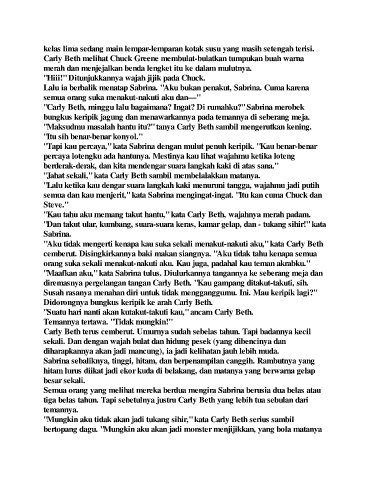 kelas lima sedang main lempar-lemparan kotak susu yang masih setengah terisi.
Carly Beth melihat Chuck Greene membulat-bulatkan tumpukan buah warna
merah dan menjejalkan benda lengket itu ke dalam mulutnya.
"Hiii!" Ditunjukkannya wajah jijik pada Chuck.
Lalu ia berbalik menatap Sabrina. "Aku bukan penakut, Sabrina. Cuma karena
semua orang suka menakut-nakuti aku dan—"
"Carly Beth, minggu lalu bagaimana? Ingat? Di rumahku?" Sabrina merobek
bungkus keripik jagung dan menawarkannya pada temannya di seberang meja.
"Maksudmu masalah hantu itu?" tanya Carly Beth sambil mengerutkan kening.
"Itu sih benar-benar konyol."
"Tapi kau percaya," kata Sabrina dengan mulut penuh keripik. "Kau benar-benar
percaya lotengku ada hantunya. Mestinya kau lihat wajahmu ketika loteng
berderak-derak, dan kita mendengar suara langkah kaki di atas sana."
"Jahat sekali," kata Carly Beth sambil membelalakkan matanya.
"Lalu ketika kau dengar suara langkah kaki menuruni tangga, wajahmu jadi putih
semua dan kau menjerit," kata Sabrina mengingat-ingat. "Itu kan cuma Chuck dan
Steve."
"Kau tahu aku memang takut hantu," kata Carly Beth, wajahnya merah padam.
"Dan takut ular, kumbang, suara-suara keras, kamar gelap, dan - tukang sihir!" kata
Sabrina.
"Aku tidak mengerti kenapa kau suka sekali menakut-nakuti aku," kata Carly Beth
cemberut. Disingkirkannya baki makan siangnya. "Aku tidak tahu kenapa semua
orang suka sekali menakut-nakuti aku. Kau juga, padahal kau teman akrabku."
"Maafkan aku," kata Sabrina tulus. Diulurkannya tangannya ke seberang meja dan
diremasnya pergelangan tangan Carly Beth. "Kau gampang ditakut-takuti, sih.
Susah rasanya menahan diri untuk tidak mengganggumu. Ini. Mau keripik lagi?"
Didorongnya bungkus keripik ke arah Carly Beth.
"Suatu hari nanti akan kutakut-takuti kau," ancam Carly Beth.
Temannya tertawa. "Tidak mungkin!"
Carly Beth terus cemberut. Umurnya sudah sebelas tahun. Tapi badannya kecil
sekali. Dan dengan wajah bulat dan hidung pesek (yang dibencinya dan
diharapkannya akan jadi mancung), ia jadi kelihatan jauh lebih muda.
Sabrina sebaliknya, tinggi, hitam, dan berpenampilan canggih. Rambutnya yang
hitam lurus diikat jadi ekor kuda di belakang, dan matanya yang berwarna gelap
besar sekali.
Semua orang yang melihat mereka berdua mengira Sabrina berusia dua belas atau
tiga belas tahun. Tapi sebetulnya justru Carly Beth yang lebih tua sebulan dari
temannya.
"Mungkin aku tidak akan jadi tukang sihir," kata Carly Beth serius sambil
bertopang dagu. "Mungkin aku akan jadi monster menjijikkan, yang bola matanya